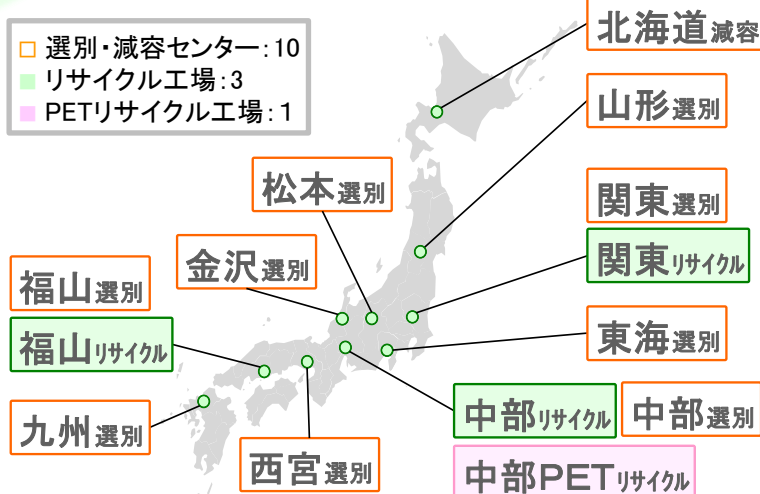 □ 選別・減容センター:10
■ リサイクル工場:3
■ PETリサイクル工場:1
北海道減容
山形選別
松本選別
関東選別
金沢選別
関東リサイクル
福山選別
福山リサイクル
東海選別
九州選別
中部リサイクル
中部選別
西宮選別
中部PETリサイクル